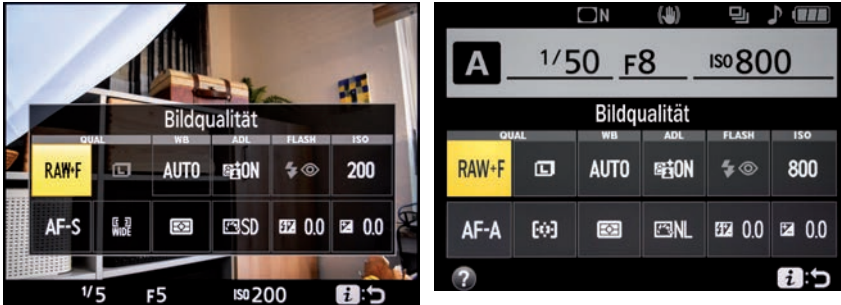 Bildqualität
QUAL WB ADL FLASH ISO
RAW+F L AUTO ON 200
AF-S WIDE SD 0.0 0.0
1/5 F5 ISO 200 i
N
A 1/50 F8 ISO 800
Bildqualität
QUAL WB ADL FLASH ISO
RAW+F L AUTO ON 800
AF-A NL 0.0 0.0
? i